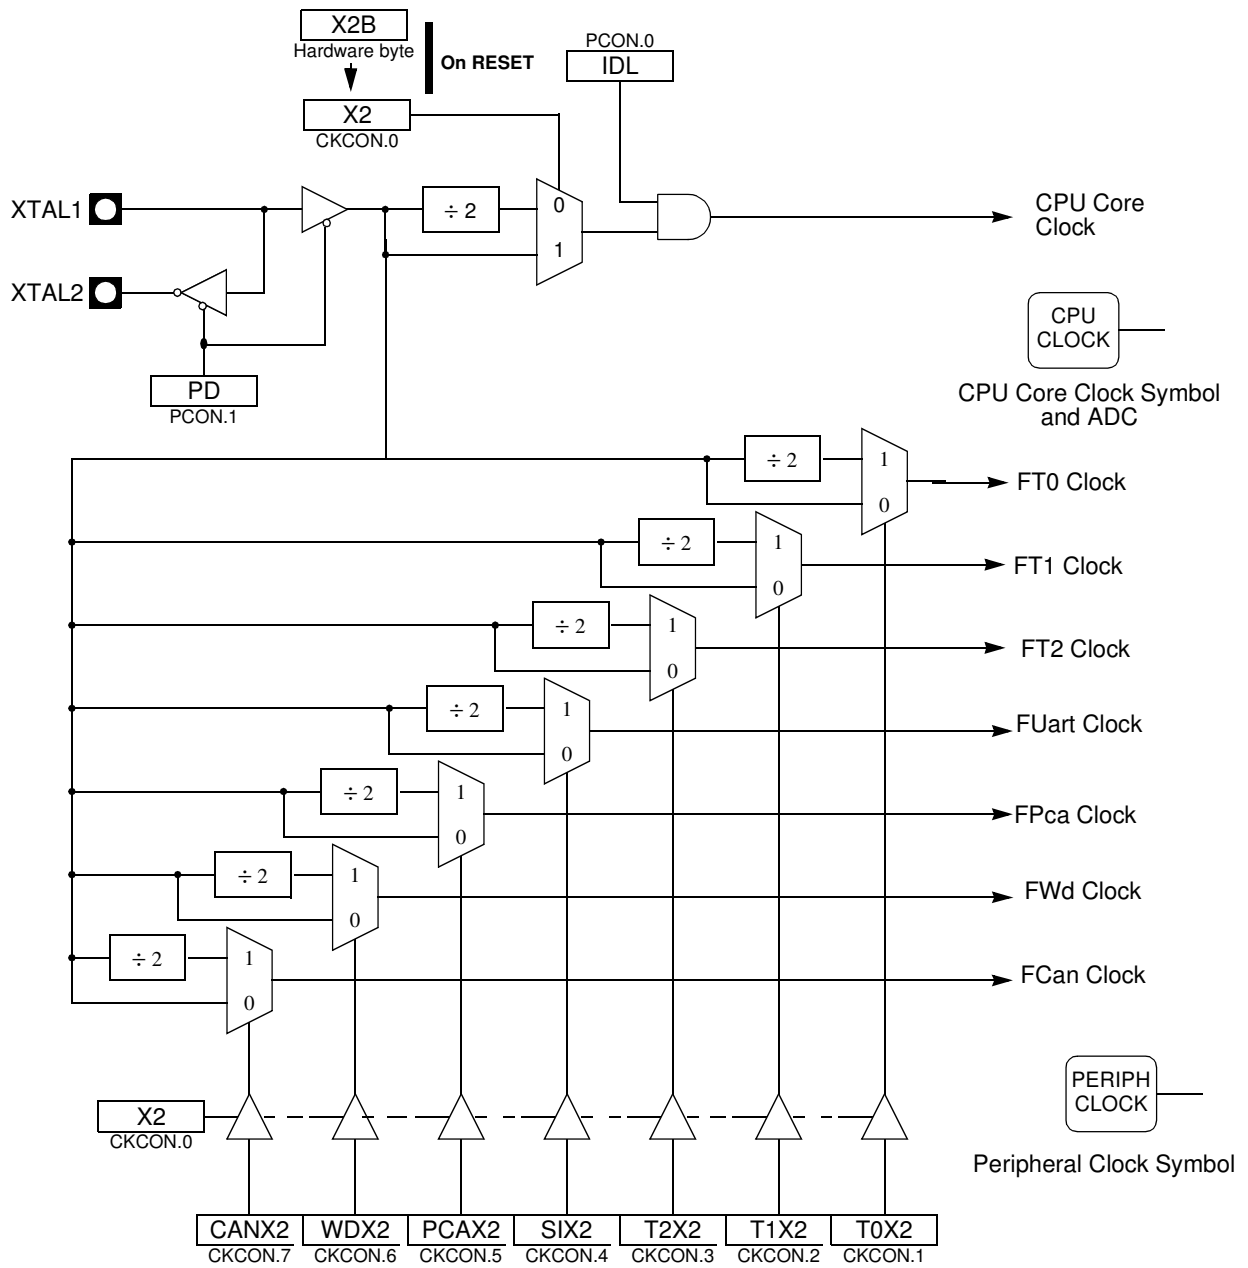 X2B
Hardware byte
On RESET
PCON.0
IDL
X2
CKCON.0
XTAL1
÷ 2
0
1
CPU Core
Clock
XTAL2
CPU
CLOCK
PD
PCON.1
CPU Core Clock Symbol
and ADC
÷ 2
1
0
FT0 Clock
÷ 2
1
0
FT1 Clock
÷ 2
1
0
FT2 Clock
÷ 2
1
0
FUart Clock
÷ 2
1
0
FPca Clock
÷ 2
1
0
FWd Clock
÷ 2
1
0
FCan Clock
PERIPH
CLOCK
X2
CKCON.0
Peripheral Clock Symbol
CANX2 WDX2 PCAX2 SIX2 T2X2 T1X2 T0X2
CKCON.7 CKCON.6 CKCON.5 CKCON.4 CKCON.3 CKCON.2 CKCON.1